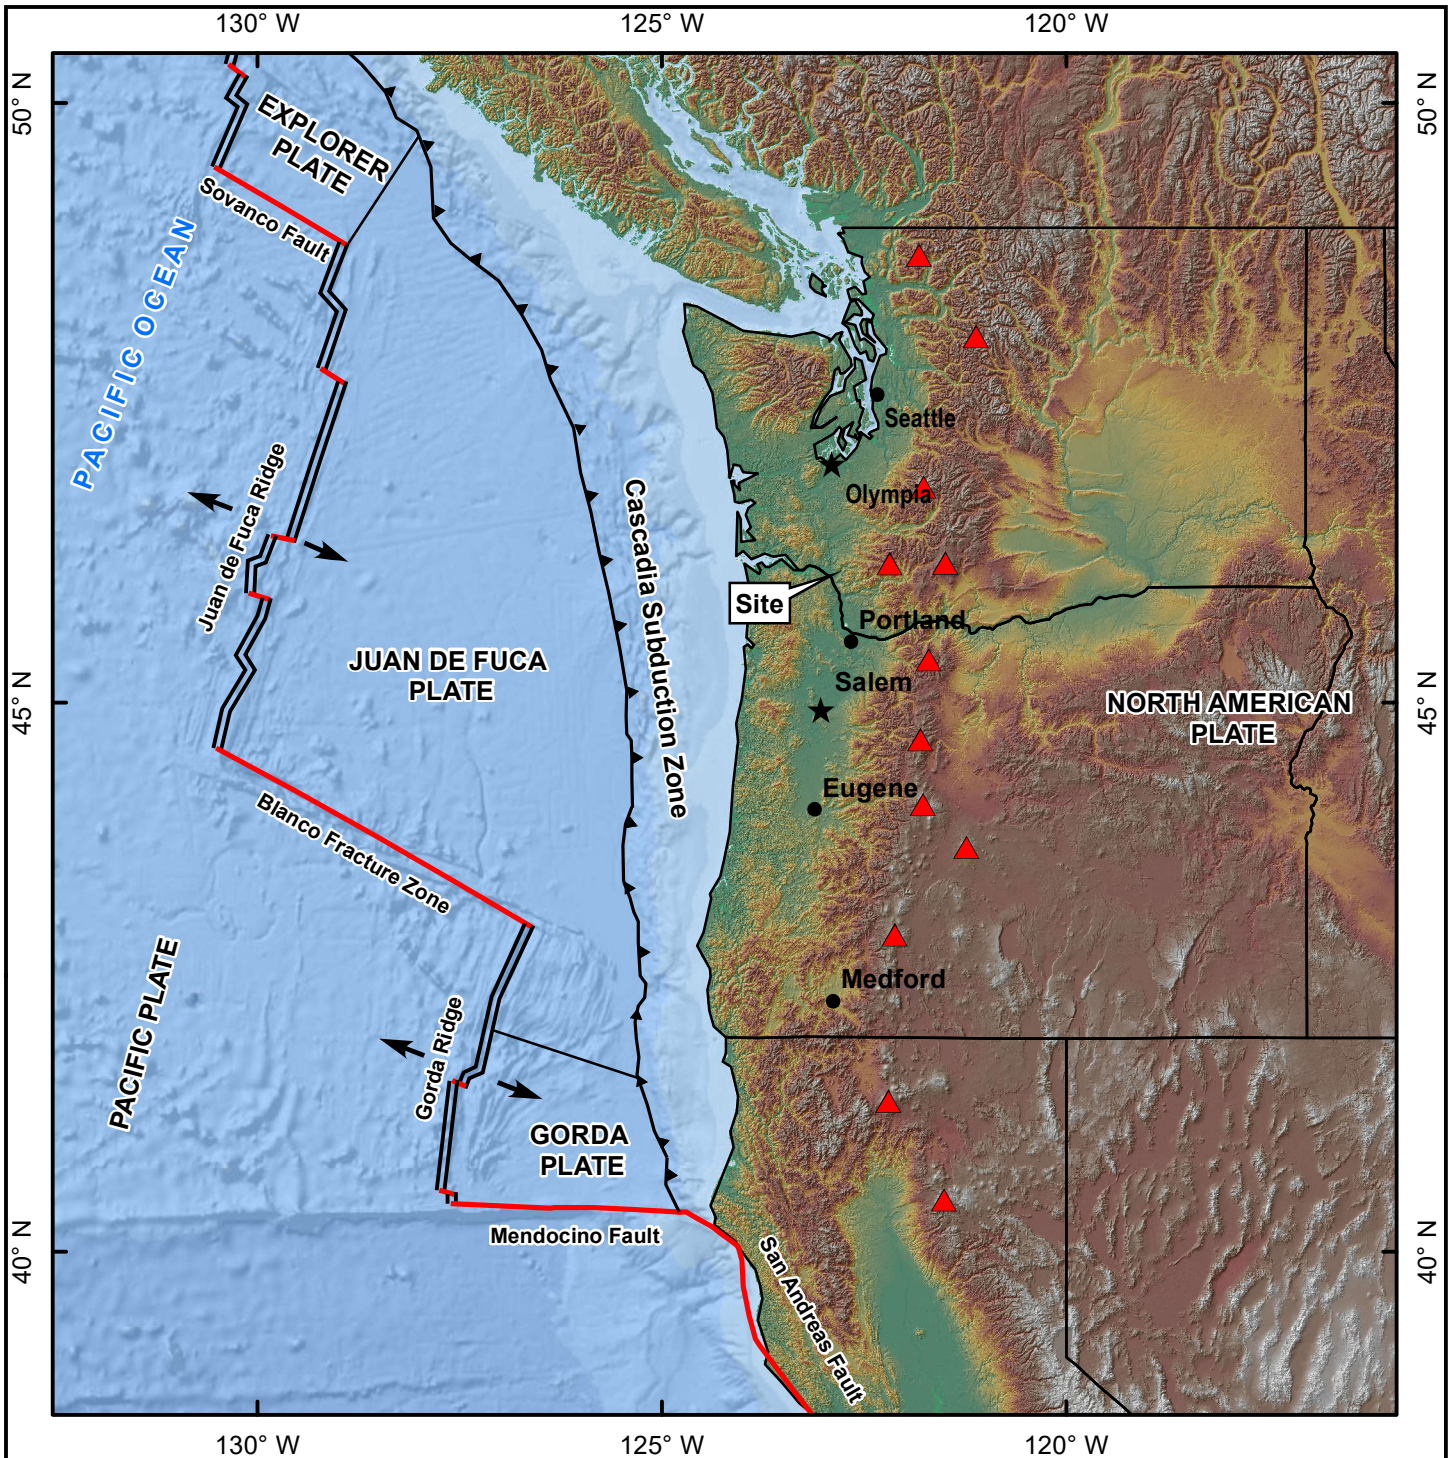 130° W
125° W
120° W
50° N
50° N
EXPLORER
PLATE
Sovanco Fault
PACIFIC OCEAN
Seattle
Olympia
Juan de Fuca Ridge
Cascadia Subduction Zone
Site
Portland
JUAN DE FUCA
PLATE
Salem
45° N
NORTH AMERICAN
PLATE
45° N
Eugene
Blanco Fracture Zone
PACIFIC PLATE
Medford
Gorda Ridge
GORDA
PLATE
Mendocino Fault
San Andreas Fault
40° N
40° N
130° W
125° W
120° W